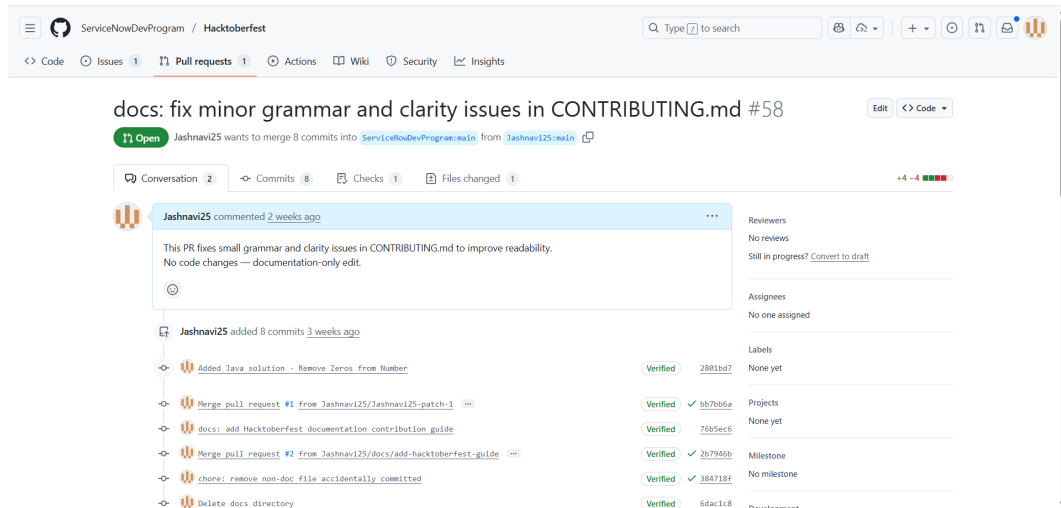 ServiceNowDevProgram / Hacktoberfest
Type / to search
Code
Issues 1
Pull requests 1
Actions
Wiki
Security
Insights
docs: fix minor grammar and clarity issues in CONTRIBUTING.md #58
Edit
Code
Open
Jashnavi25 wants to merge 8 commits into ServiceNowDevProgram:main from Jashnavi25:main
Conversation 2
Commits 8
Checks 1
Files changed 1
+4 −4
Jashnavi25 commented 2 weeks ago
This PR fixes small grammar and clarity issues in CONTRIBUTING.md to improve readability.
No code changes — documentation-only edit.
Jashnavi25 added 8 commits 3 weeks ago
Added Java solution - Remove Zeros from Number Verified 2801bd7
Merge pull request #1 from Jashnavi25/Jashnavi25-patch-1 Verified bb7bb6a
docs: add Hacktoberfest documentation contribution guide Verified 76b5ec6
Merge pull request #2 from Jashnavi25/docs/add-hacktoberfest-guide Verified 2b7946b
chore: remove non-doc file accidentally committed Verified 384718f
Delete docs directory Verified 6dac1c8
Reviewers
No reviews
Still in progress? Convert to draft
Assignees
No one assigned
Labels
None yet
Projects
None yet
Milestone
No milestone
Development